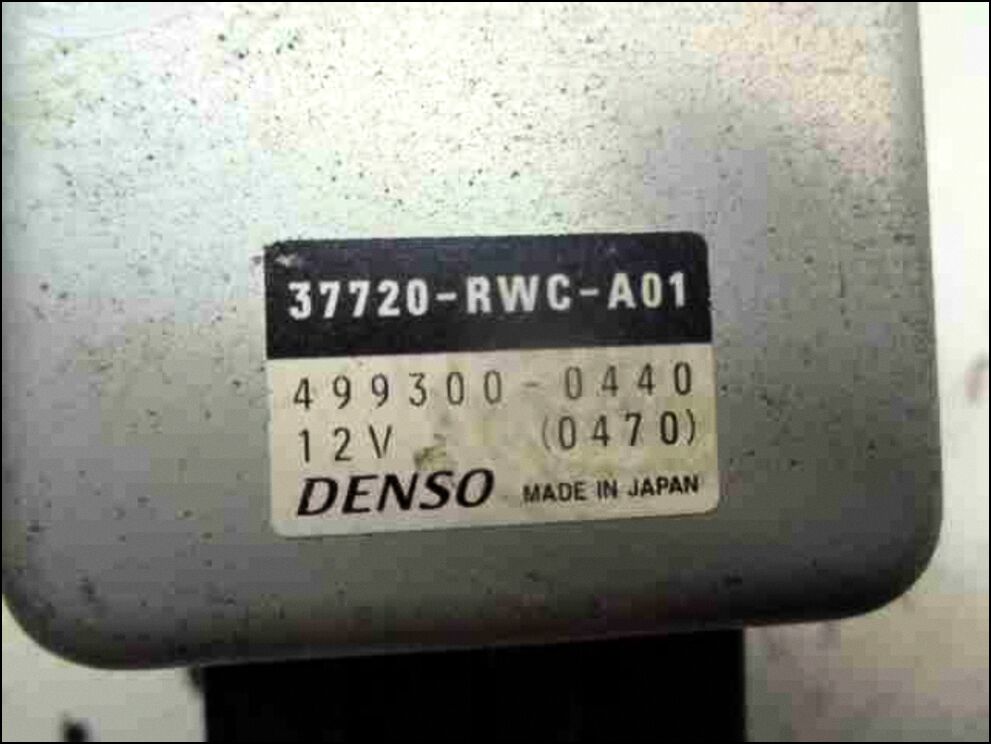 37720-RWC-A01
499300-0440
12V (0470)
DENSO MADE IN JAPAN